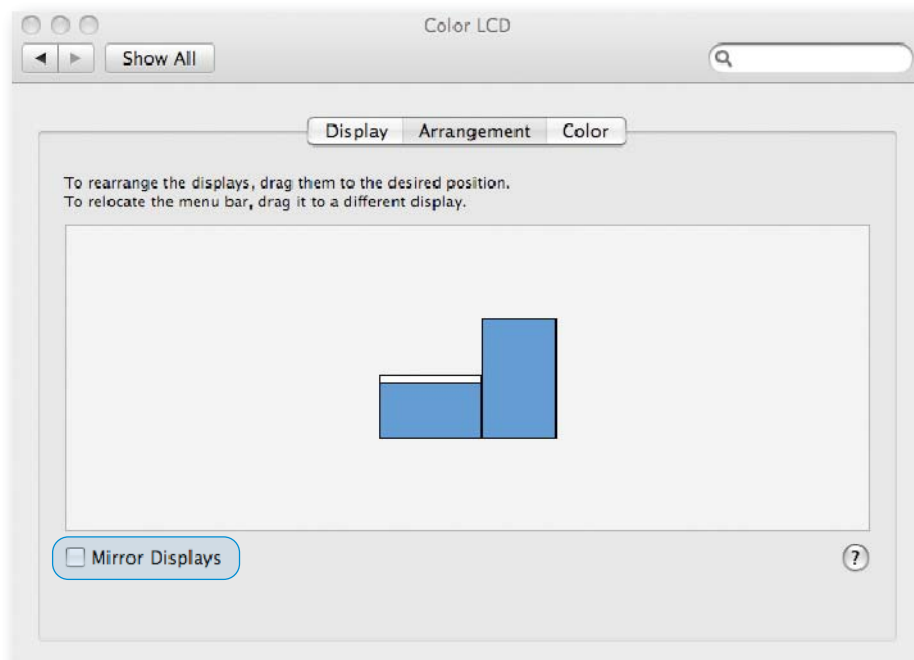 Color LCD
Show All
Display Arrangement Color
To rearrange the displays, drag them to the desired position.
To relocate the menu bar, drag it to a different display.
Mirror Displays
?